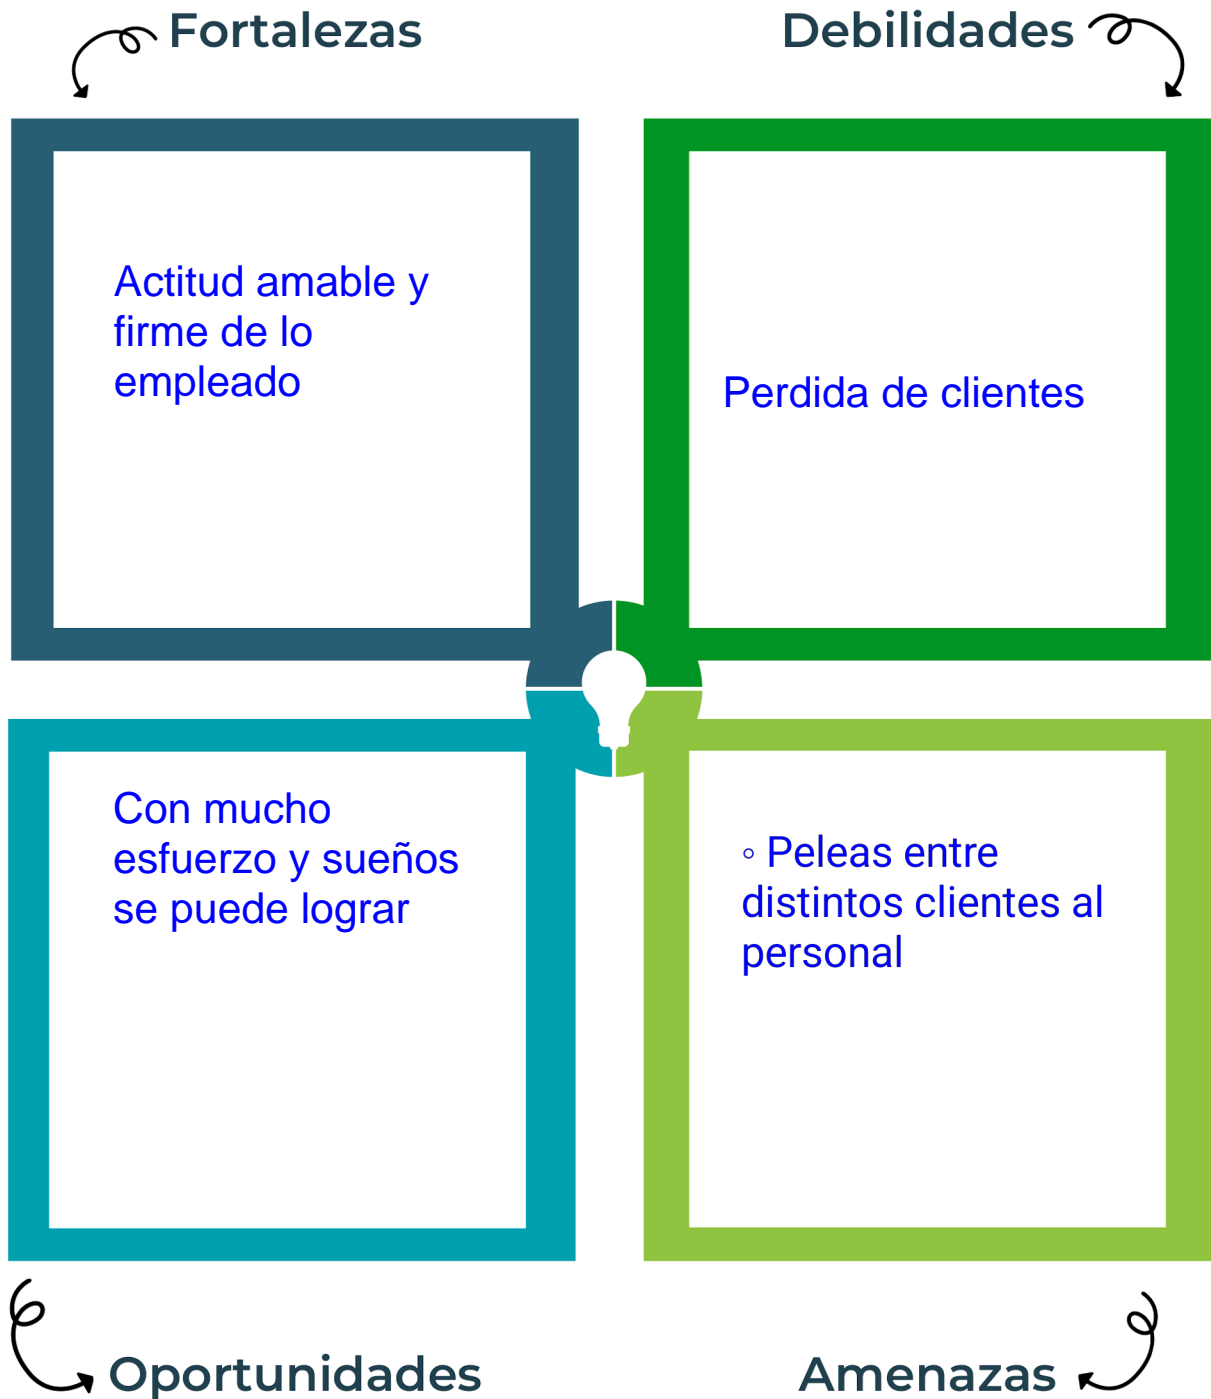 Fortalezas
Actitud amable y
firme de lo
empleado
Debilidades
Perdida de clientes
Con mucho
esfuerzo y sueños
se puede lograr
Oportunidades
◦ Peleas entre
distintos clientes al
personal
Amenazas